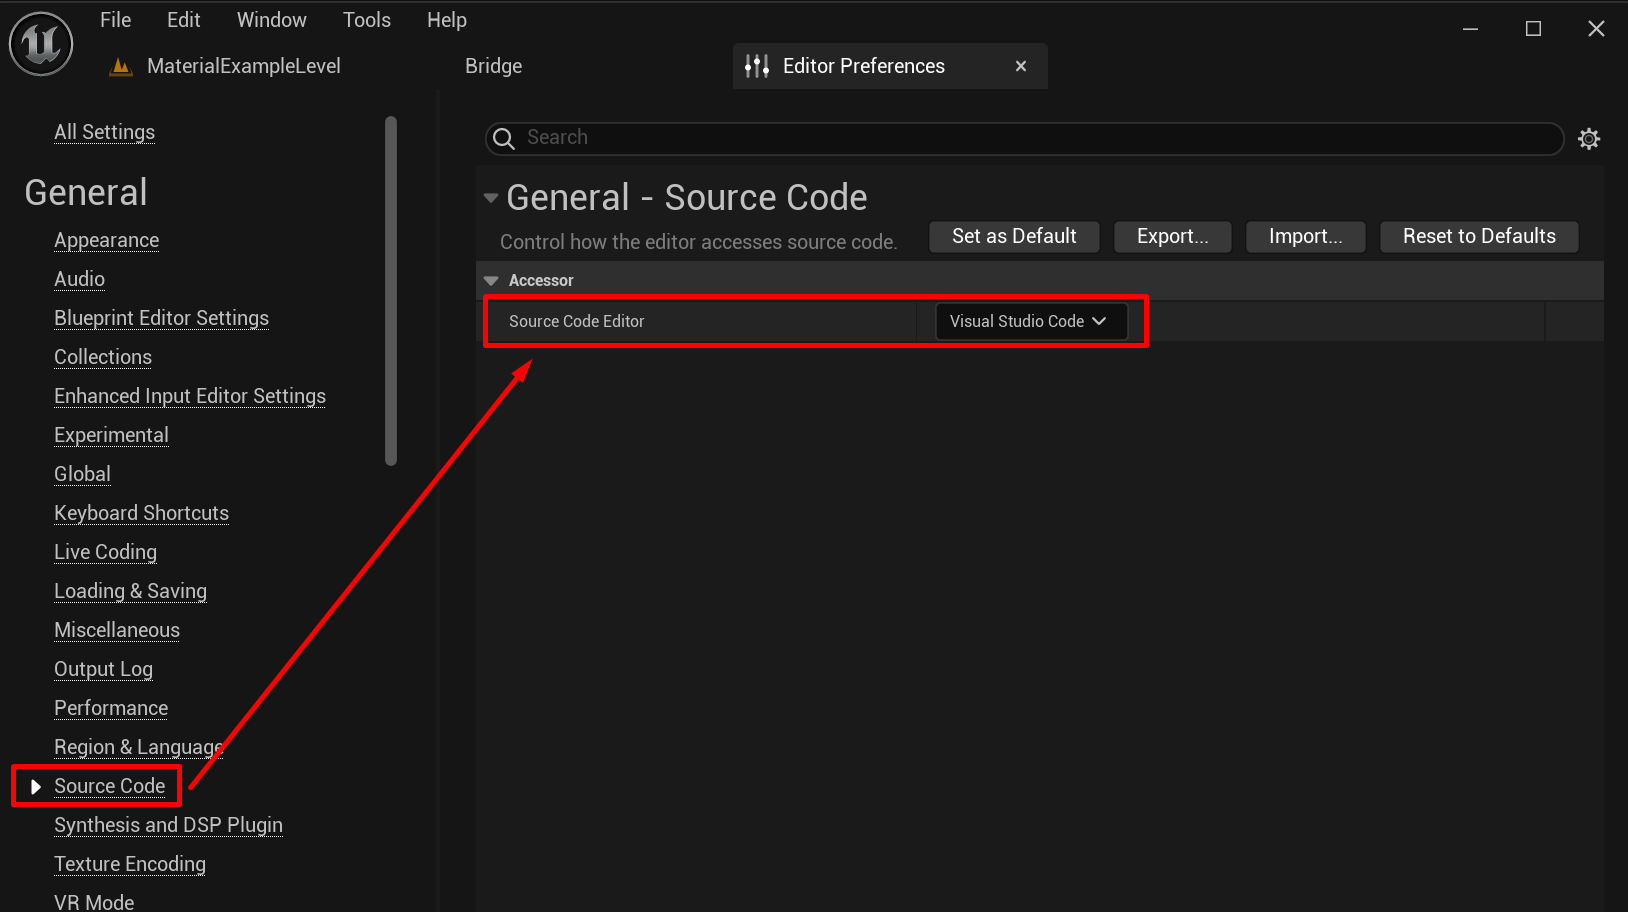 File Edit Window Tools Help
MaterialExampleLevel
Bridge
Editor Preferences
All Settings
General
Appearance
Audio
Blueprint Editor Settings
Collections
Enhanced Input Editor Settings
Experimental
Global
Keyboard Shortcuts
Live Coding
Loading & Saving
Miscellaneous
Output Log
Performance
Region & Language
Source Code
Synthesis and DSP Plugin
Texture Encoding
VR Mode
Search
General - Source Code
Control how the editor accesses source code.
Set as Default
Export...
Import...
Reset to Defaults
Accessor
Source Code Editor
Visual Studio Code